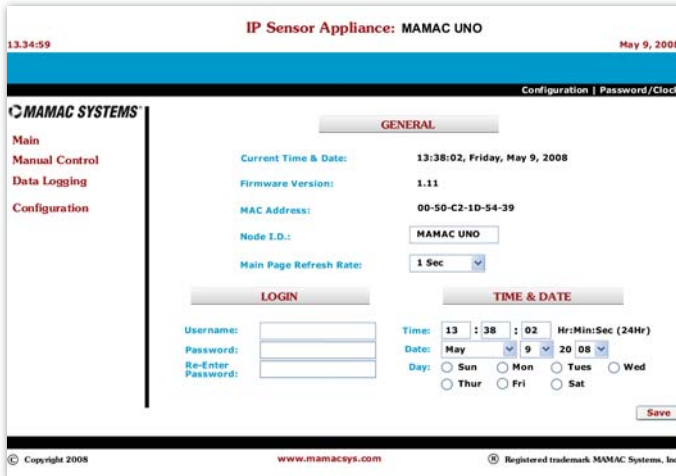 IP Sensor Appliance: MAMAC UNO
13.34:59
May 9, 2008
Configuration | Password/Clock
MAMAC SYSTEMS
Main
Manual Control
Data Logging
Configuration
GENERAL
Current Time & Date: 13:38:02, Friday, May 9, 2008
Firmware Version: 1.11
MAC Address: 00-50-C2-1D-54-39
Node I.D.: MAMAC UNO
Main Page Refresh Rate: 1 Sec
LOGIN
Username:
Password:
Re-Enter
Password:
TIME & DATE
Time: 13 : 38 : 02 Hr:Min:Sec (24Hr)
Date: May 9 20 08
Day: Sun Mon Tues Wed
Thur Fri Sat
Save
© Copyright 2008
www.mamacsys.com
® Registered trademark MAMAC Systems, Inc